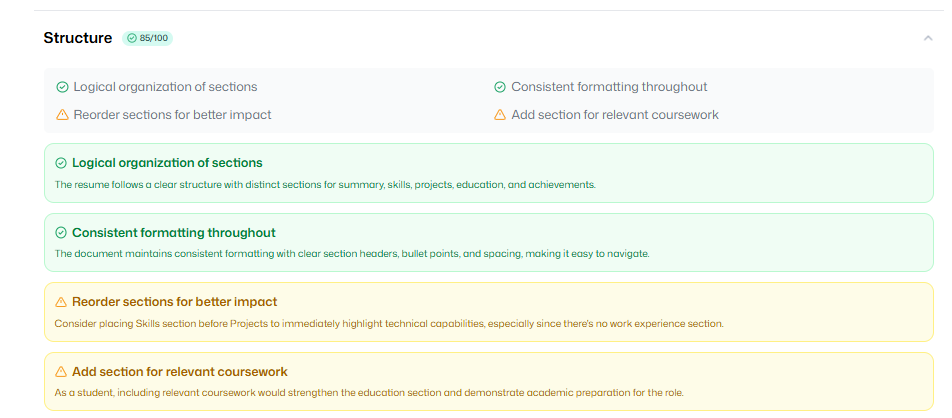 Structure 85/100
Logical organization of sections
Consistent formatting throughout
Reorder sections for better impact
Add section for relevant coursework
Logical organization of sections
The resume follows a clear structure with distinct sections for summary, skills, projects, education, and achievements.
Consistent formatting throughout
The document maintains consistent formatting with clear section headers, bullet points, and spacing, making it easy to navigate.
Reorder sections for better impact
Consider placing Skills section before Projects to immediately highlight technical capabilities, especially since there's no work experience section.
Add section for relevant coursework
As a student, including relevant coursework would strengthen the education section and demonstrate academic preparation for the role.